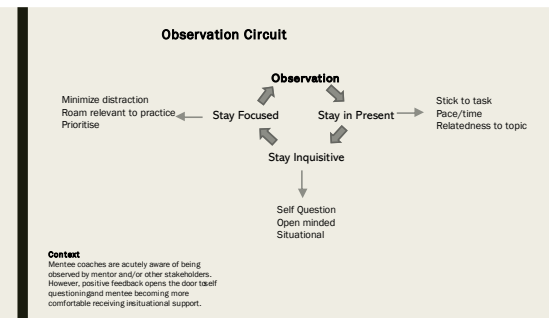 Observation Circuit
Observation
Minimize distraction
Roam relevant to practice
Prioritise
Stay Focused
Stay in Present
Stick to task
Pace/time
Relatedness to topic
Stay Inquisitive
Self Question
Open minded
Situational
Context
Mentee coaches are acutely aware of being
observed by mentor and/or other stakeholders.
However, positive feedback opens the door toself
questioningand mentee becoming more
comfortable receiving insituational support.